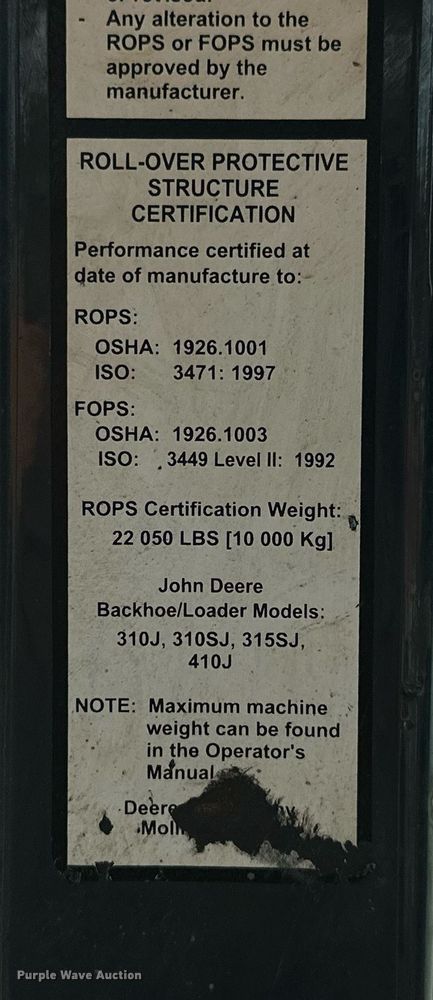 - Any alteration to the
ROPS or FOPS must be
approved by the
manufacturer.
ROLL-OVER PROTECTIVE
STRUCTURE
CERTIFICATION
Performance certified at
date of manufacture to:
ROPS:
OSHA: 1926.1001
ISO: 3471: 1997
FOPS:
OSHA: 1926.1003
ISO: 3449 Level II: 1992
ROPS Certification Weight:
22 050 LBS [10 000 Kg]
John Deere
Backhoe/Loader Models:
310J, 310SJ, 315SJ,
410J
NOTE: Maximum machine
weight can be found
in the Operator's
Manual
Deere
Purple Wave Auction